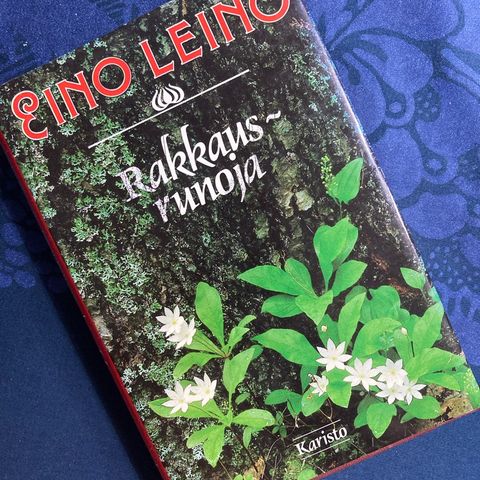 EINO LEINO
Rakkaus~
runoja
Karisto